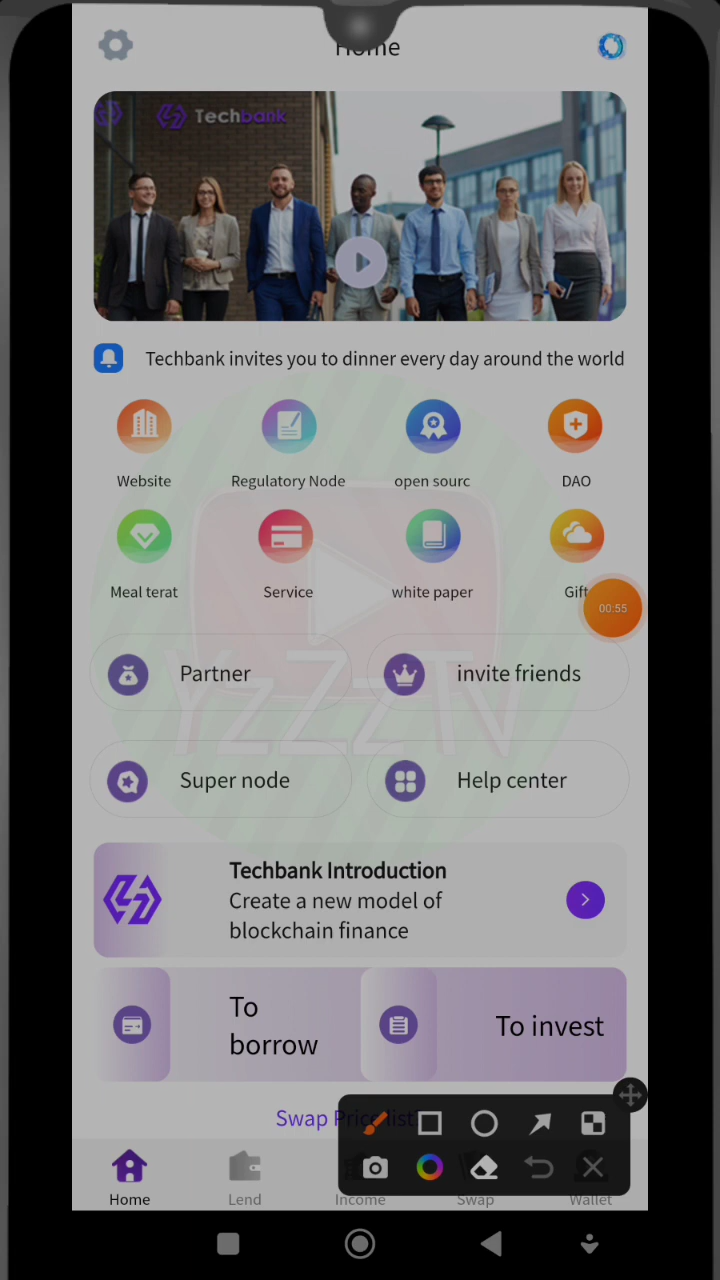 Home
Techbank
Techbank invites you to dinner every day around the world
Website
Regulatory Node
open sourc
DAO
Meal terat
Service
white paper
Gift
00:55
Partner
invite friends
YzZzTV
Super node
Help center
Techbank Introduction
Create a new model of
blockchain finance
To
borrow
To invest
Swap Price list
Home
Lend
Income
Swap
Wallet